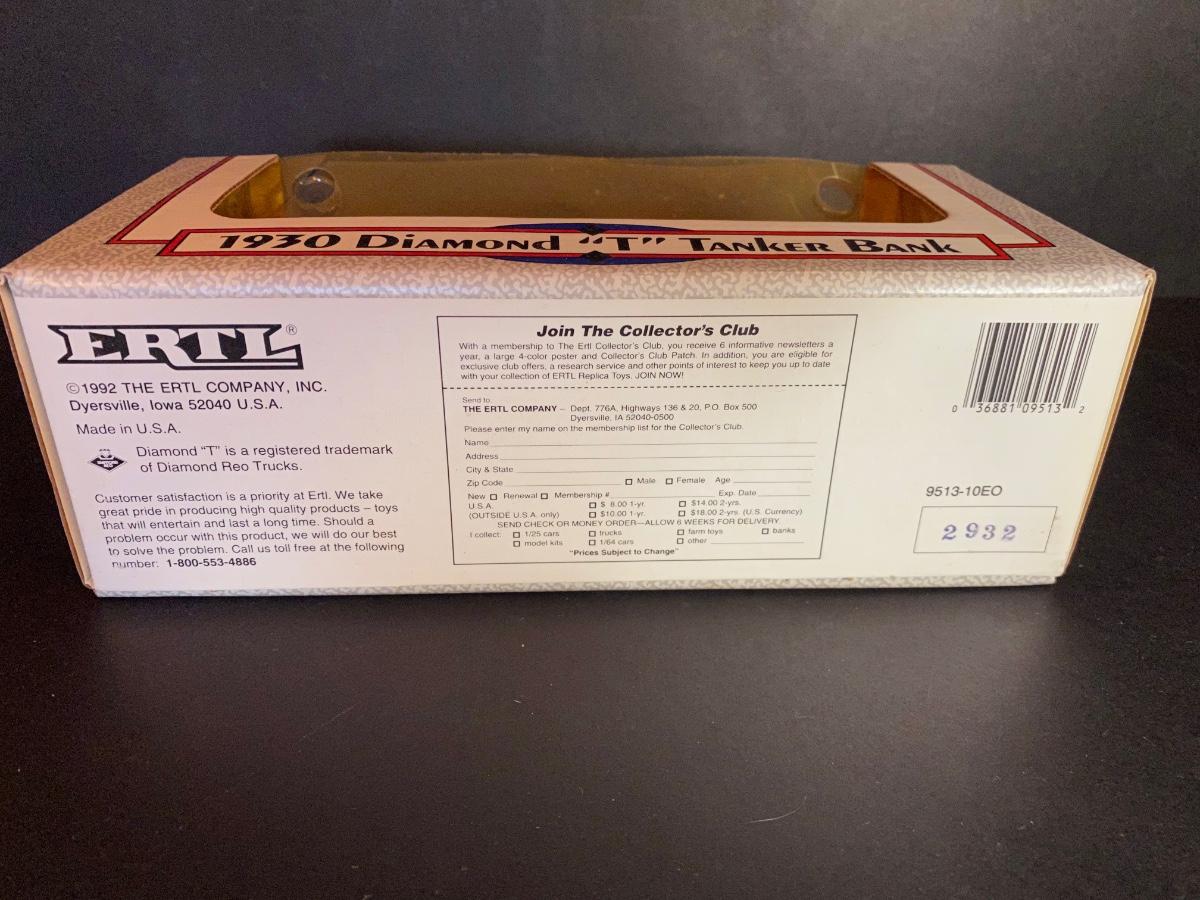 1930 Diamond "T" Tanker Bank
ERTL®
©1992 THE ERTL COMPANY, INC.
Dyersville, Iowa 52040 U.S.A.
Made in U.S.A.
Diamond "T" is a registered trademark
of Diamond Reo Trucks.
Customer satisfaction is a priority at Ertl. We take
great pride in producing high quality products – toys
that will entertain and last a long time. Should a
problem occur with this product, we will do our best
to solve the problem. Call us toll free at the following
number: 1-800-553-4886
Join The Collector's Club
With a membership to The Ertl Collector's Club, you receive 6 informative newsletters a
year, a large 4-color poster and Collector's Club Patch. In addition, you are eligible for
exclusive club offers, a research service and other points of interest to keep you up to date
with your collection of ERTL Replica Toys. JOIN NOW!
Send to:
THE ERTL COMPANY – Dept. 776A, Highways 136 & 20, P.O. Box 500
Dyersville, IA 52040-0500
Please enter my name on the membership list for the Collector's Club.
Name
Address
City & State
Zip Code Male Female Age
New Renewal Membership # Exp. Date
U.S.A. $ 8.00 1-yr. $14.00 2-yrs.
(OUTSIDE U.S.A. only) $10.00 1-yr. $18.00 2-yrs. (U.S. Currency)
SEND CHECK OR MONEY ORDER—ALLOW 6 WEEKS FOR DELIVERY.
I collect: 1/25 cars trucks farm toys banks
model kits 1/64 cars other
"Prices Subject to Change"
0 36881 09513 2
9513-10EO
2932